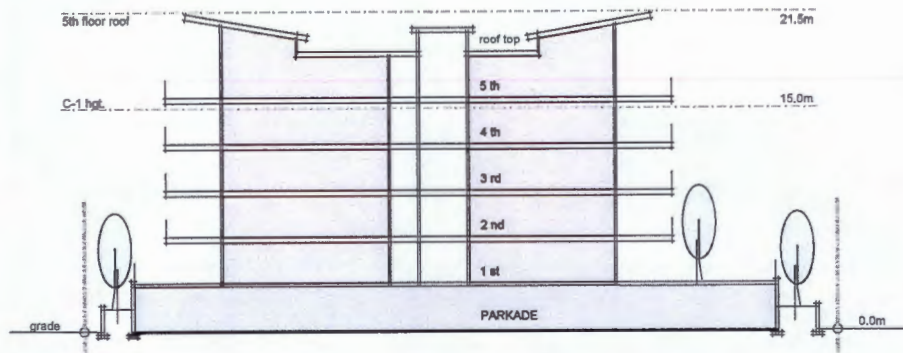 5th floor roof
21.5m
roof top
5 th
C-1 hgt.
15.0m
4 th
3 rd
2 nd
1 st
PARKADE
grade
0.0m